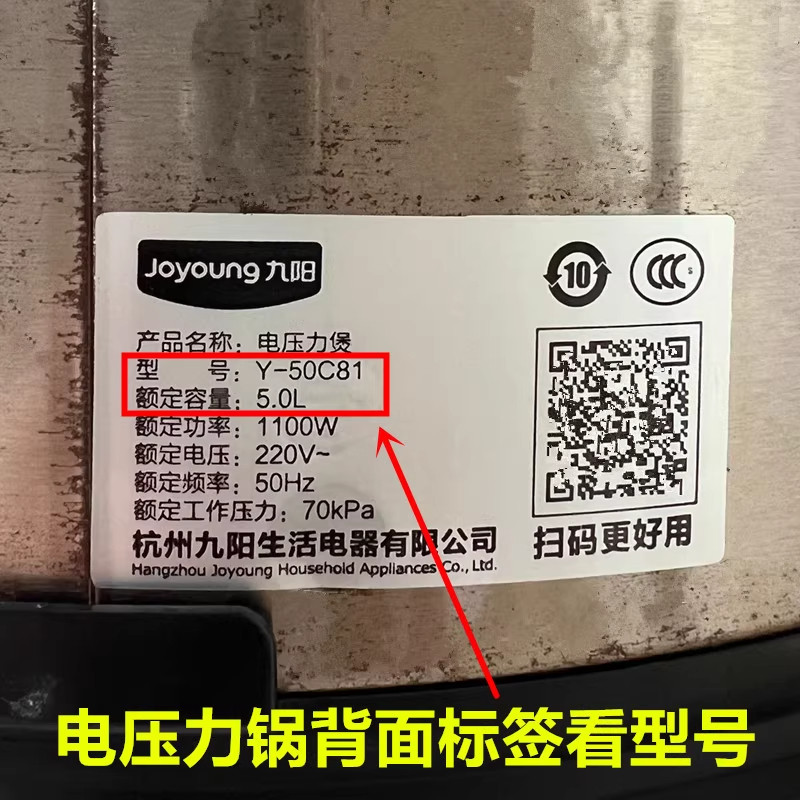 Joyoung 九阳
10
CCC S
产品名称：电压力煲
型 号：Y-50C81
额定容量：5.0L
额定功率：1100W
额定电压：220V~
额定频率：50Hz
额定工作压力：70kPa
杭州九阳生活电器有限公司
Hangzhou Joyoung Household Appliances Co., Ltd.
扫码更好用
电压力锅背面标签看型号